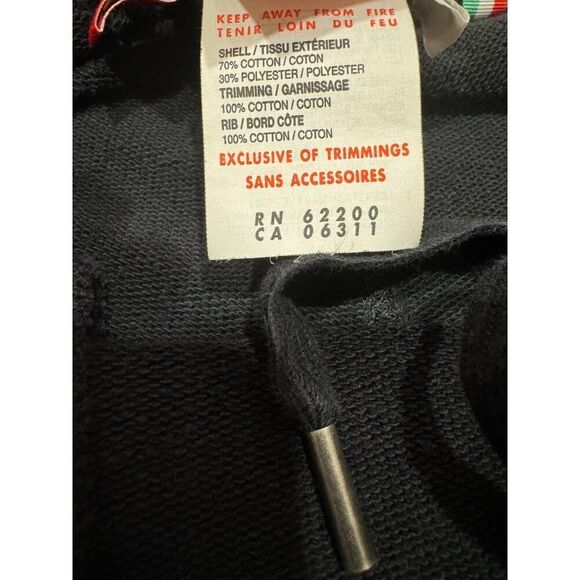 KEEP AWAY FROM FIRE
TENIR LOIN DU FEU
SHELL / TISSU EXTÉRIEUR
70% COTTON / COTON
30% POLYESTER / POLYESTER
TRIMMING / GARNISSAGE
100% COTTON / COTON
RIB / BORD CÔTE
100% COTTON / COTON
EXCLUSIVE OF TRIMMINGS
SANS ACCESSOIRES
RN 62200
CA 06311